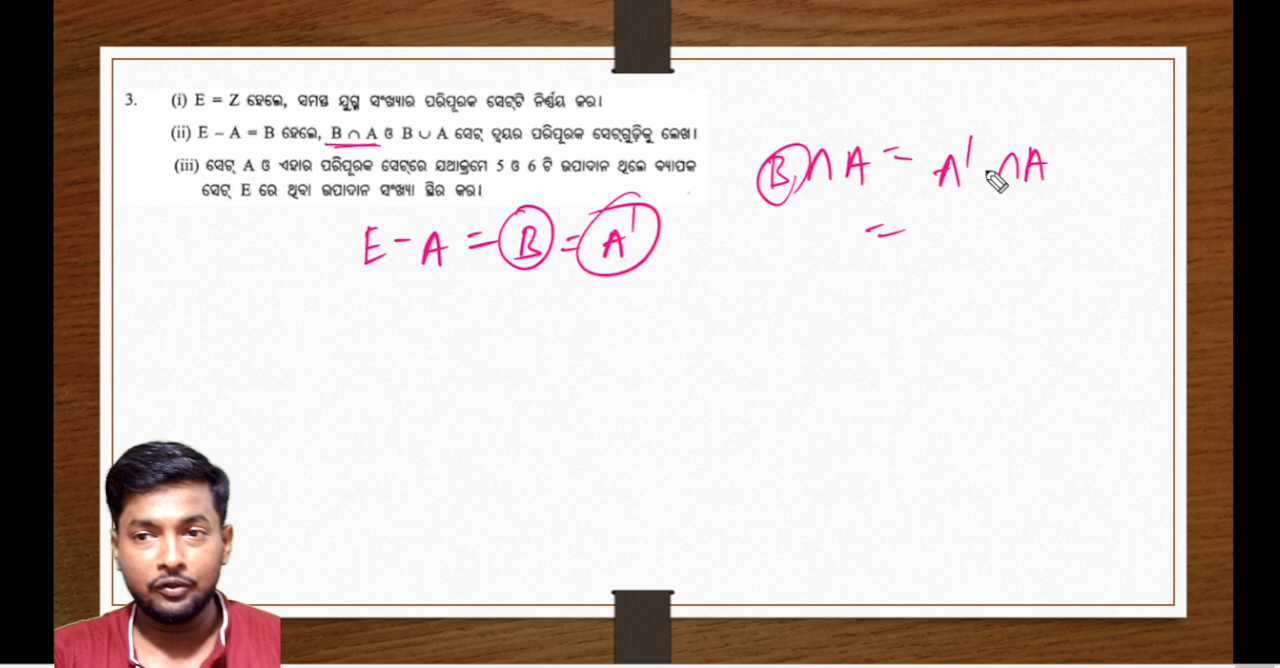 3. (i) E = Z ହେଲେ, ସମସ୍ତ ଯୁଗ୍ମ ସଂଖ୍ୟାର ପରିପୂରକ ସେଟ୍‌ଟି ନିର୍ଣ୍ଣୟ କର।
(ii) E – A = B ହେଲେ, B ∩ A ଓ B ∪ A ସେଟ୍ ଦ୍ୱୟର ପରିପୂରକ ସେଟ୍‌ଗୁଡ଼ିକୁ ଲେଖ।
(iii) ସେଟ୍ A ଓ ଏହାର ପରିପୂରକ ସେଟ୍‌ରେ ଯଥାକ୍ରମେ 5 ଓ 6 ଟି ଉପାଦାନ ଥିଲେ ବ୍ୟାପକ
ସେଟ୍ E ରେ ଥିବା ଉପାଦାନ ସଂଖ୍ୟା ସ୍ଥିର କର।
E - A = B = A'
B ∩ A = A' ∩ A
=